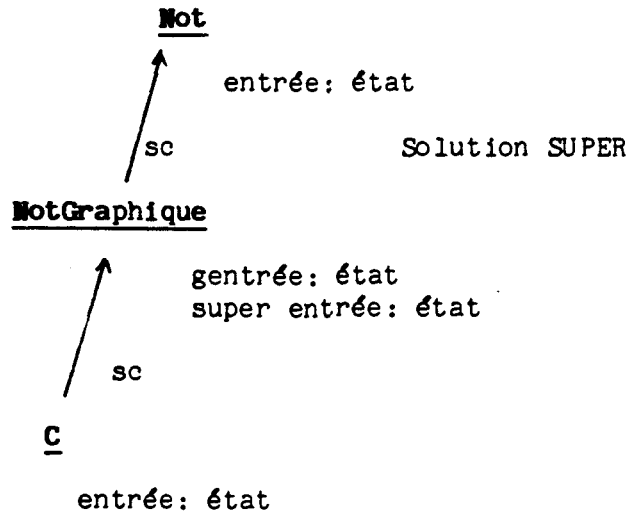 Not
entrée: état
sc
Solution SUPER
NotGraphique
gentrée: état
super entrée: état
sc
C
entrée: état